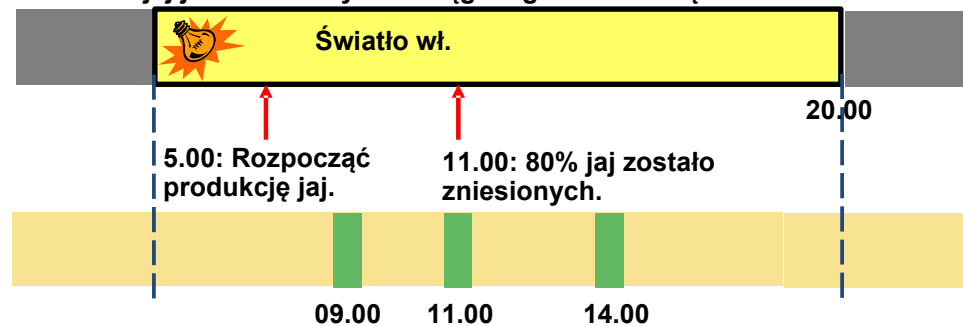 Światło wł.
20.00
5.00: Rozpocząć
produkcję jaj.
11.00: 80% jaj zostało
zniesionych.
09.00 11.00 14.00